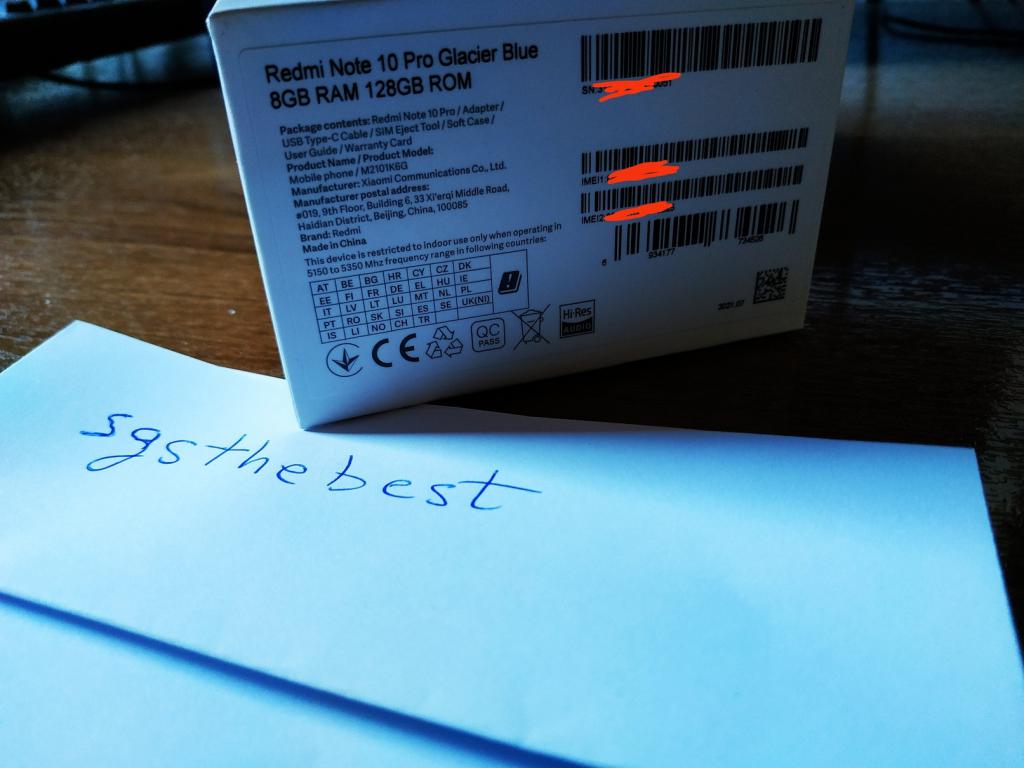 Redmi Note 10 Pro Glacier Blue
8GB RAM 128GB ROM
Package contents: Redmi Note 10 Pro / Adapter /
USB Type-C Cable / SIM Eject Tool / Soft Case /
User Guide / Warranty Card
Product Name / Product Model:
Mobile phone / M2101K6G
Manufacturer: Xiaomi Communications Co., Ltd.
Manufacturer postal address:
#019, 9th Floor, Building 6, 33 Xi'erqi Middle Road,
Haidian District, Beijing, China, 100085
Brand: Redmi
Made in China
This device is restricted to indoor use only when operating in
5150 to 5350 Mhz frequency range in following countries:
AT BE BG HR CY CZ DK
EE FI FR DE EL HU IE
IT LV LT LU MT NL PL
PT RO SK SI ES SE UK(NI)
IS LI NO CH TR
CE
QC
PASS
Hi-Res
AUDIO
SN:
IMEI1:
IMEI2:
6 934177
2021.07
sgsthebest